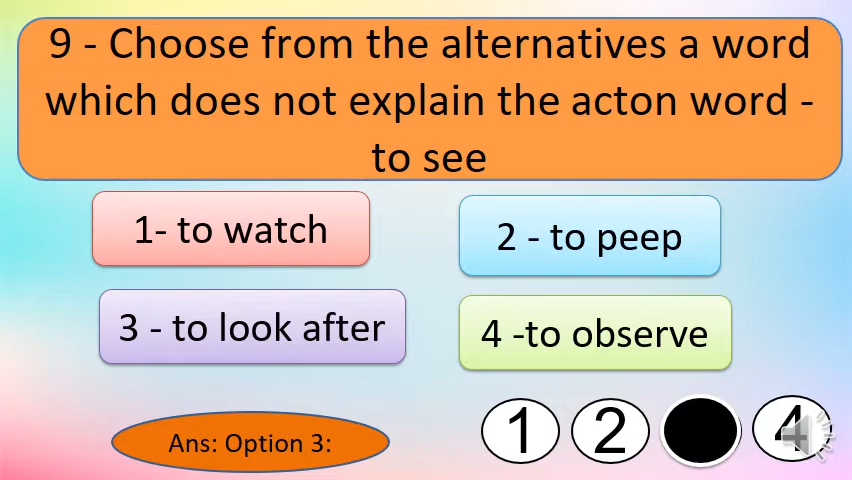 9 - Choose from the alternatives a word
which does not explain the acton word -
to see
1- to watch
2 - to peep
3 - to look after
4 -to observe
Ans: Option 3:
1 2 4